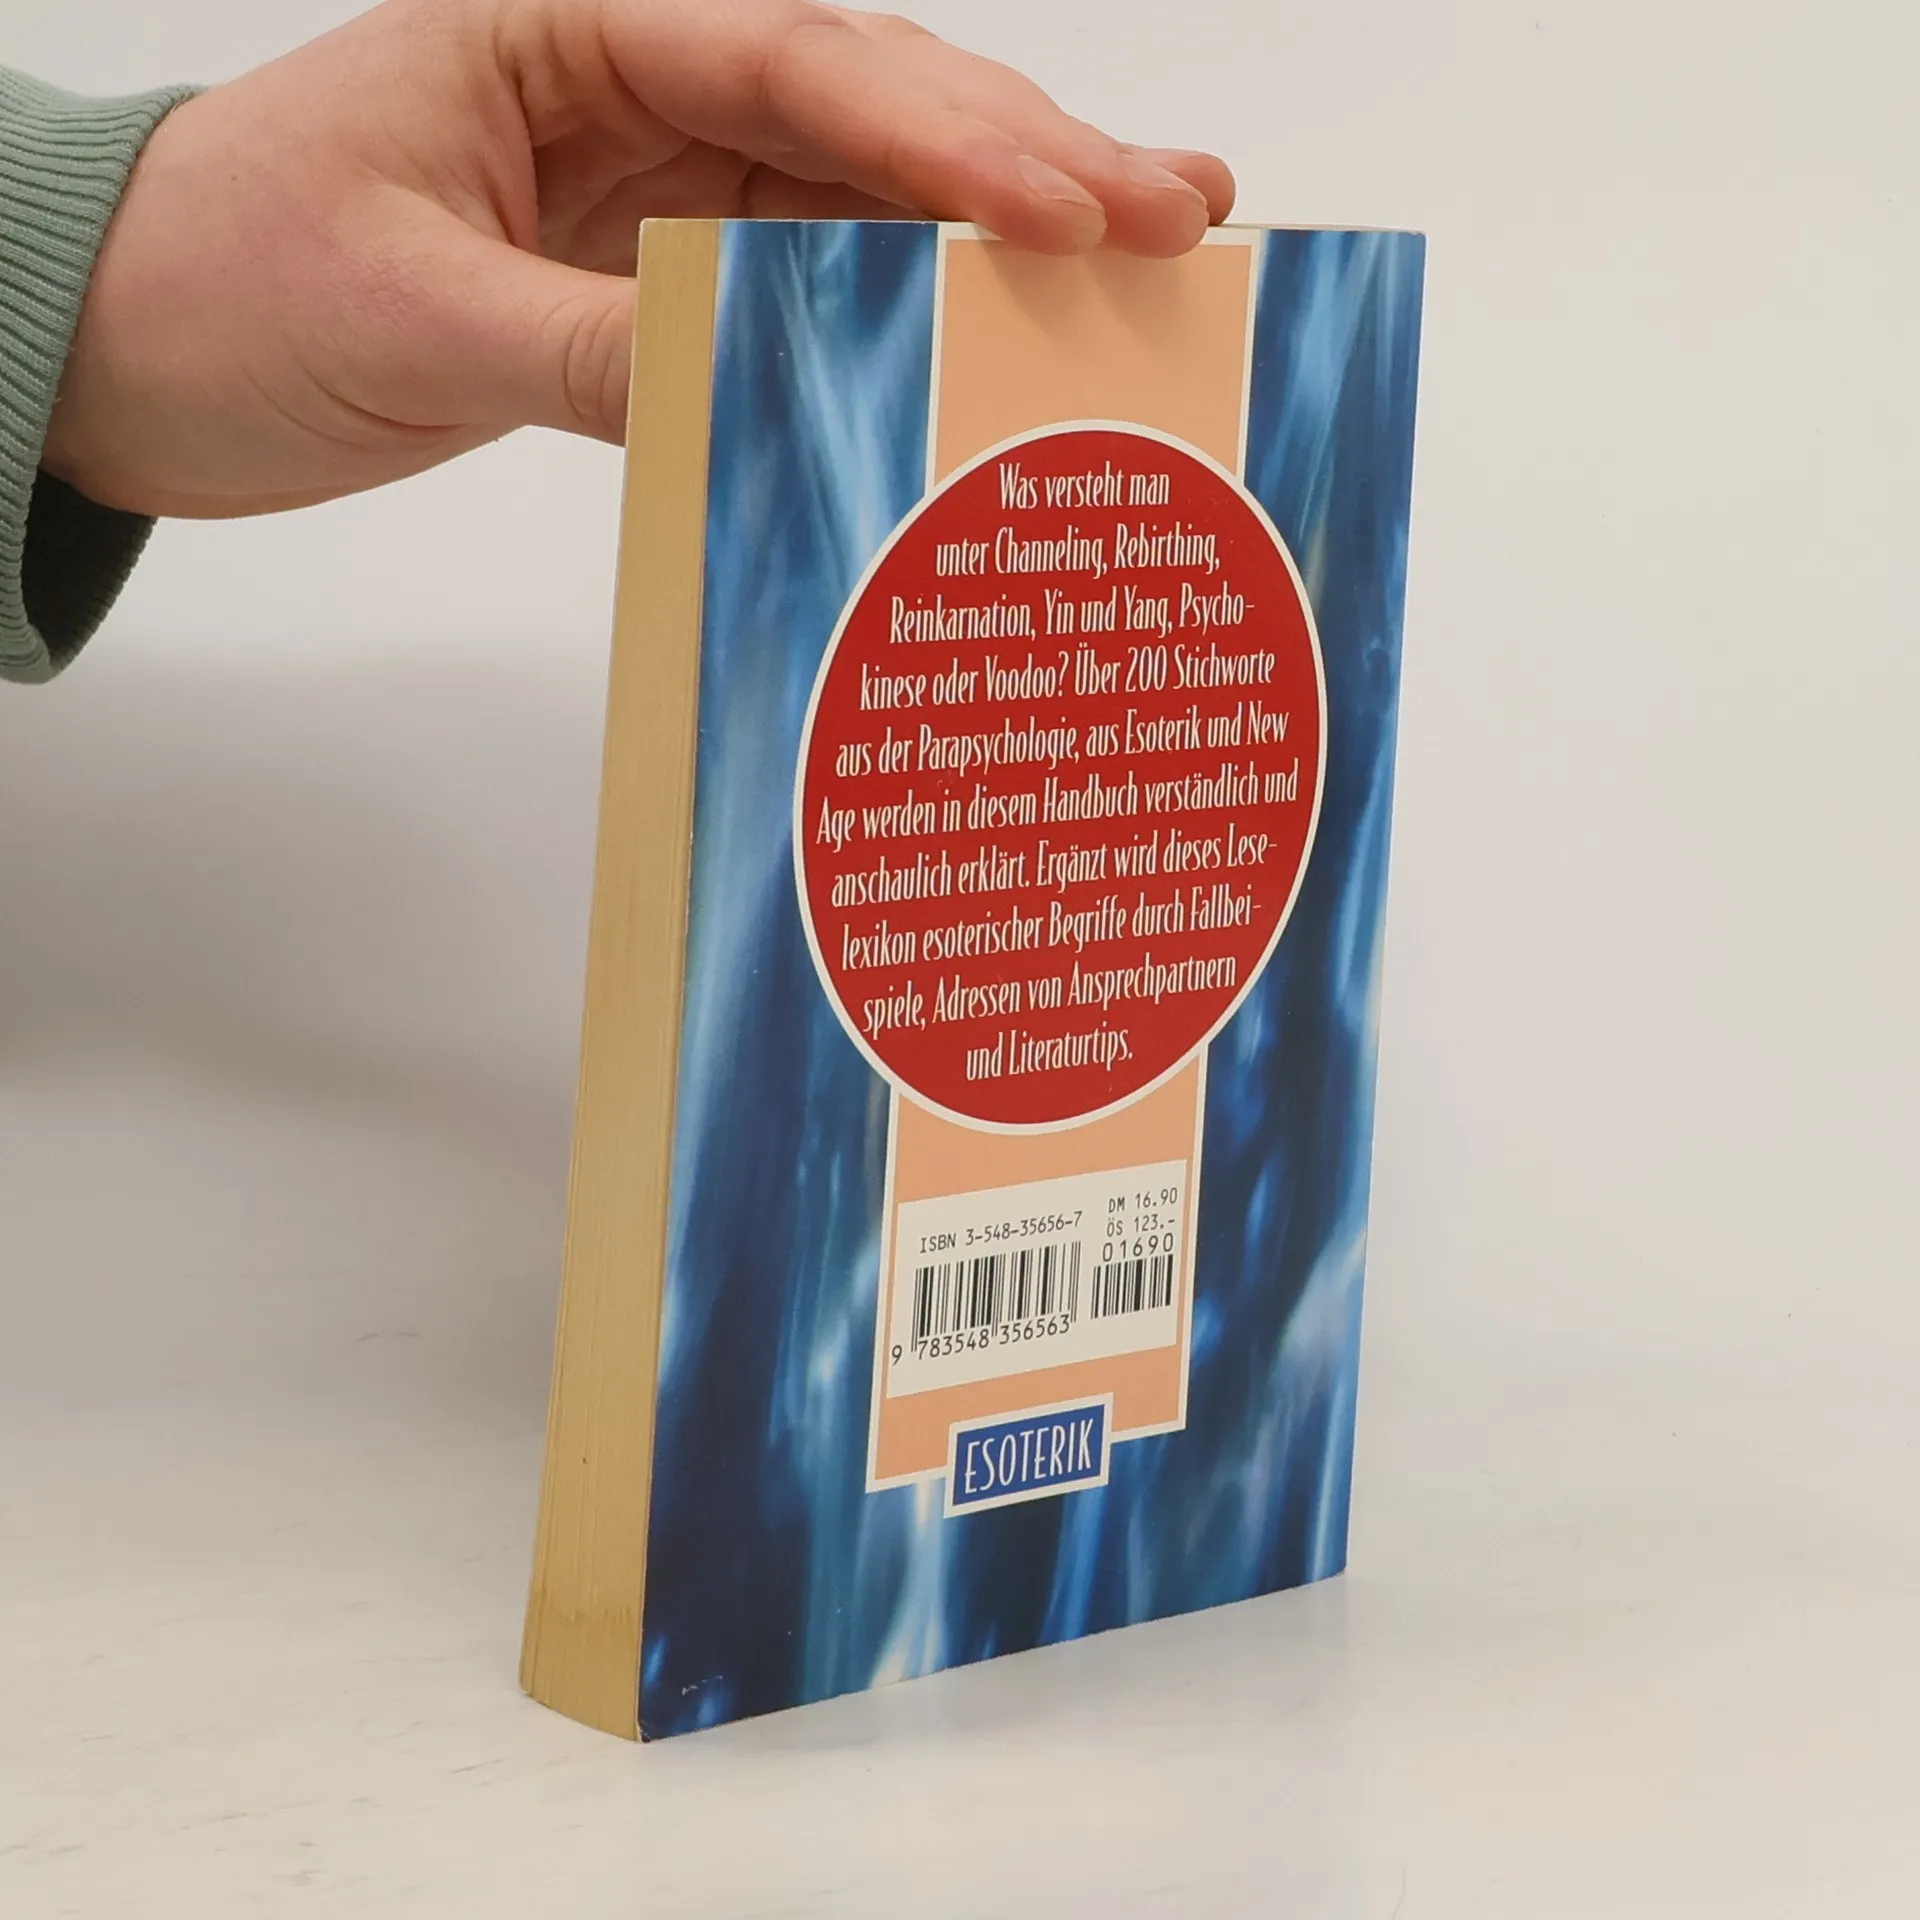 Was versteht man
unter Channeling, Rebirthing,
Reinkarnation, Yin und Yang, Psycho-
kinese oder Voodoo? Über 200 Stichworte
aus der Parapsychologie, aus Esoterik und New
Age werden in diesem Handbuch verständlich und
anschaulich erklärt. Ergänzt wird dieses Lese-
lexikon esoterischer Begriffe durch Fallbei-
spiele, Adressen von Ansprechpartnern
und Literaturtips.
ISBN 3-548-35656-7
DM 16.90
ÖS 123.-
01690
9 783548 356563
ESOTERIK